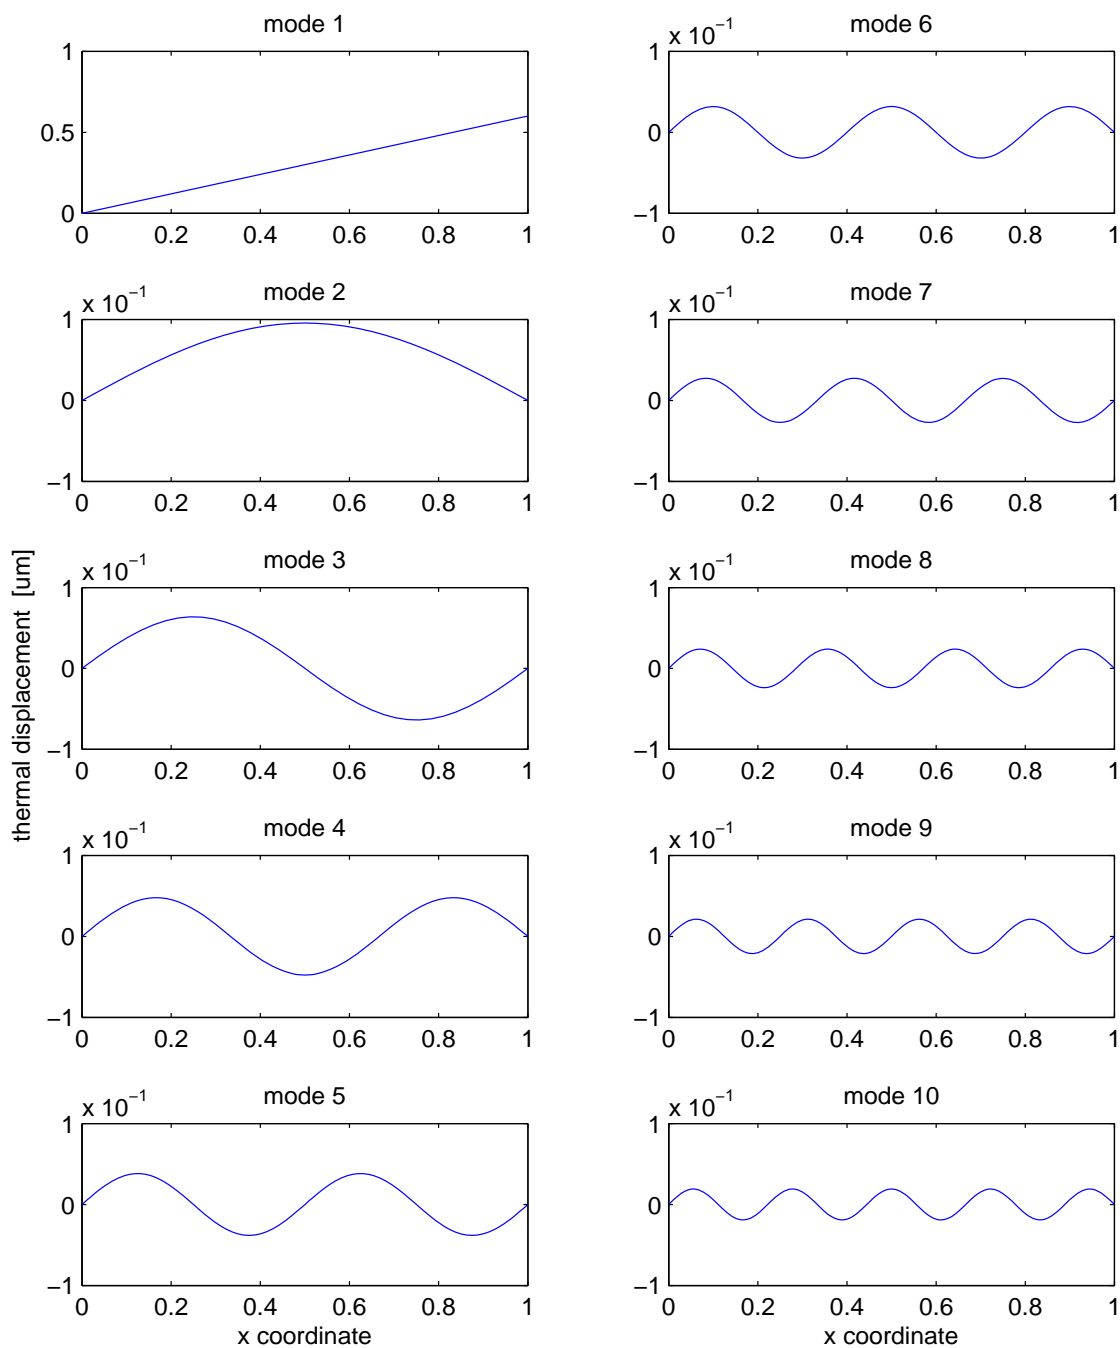 mode 1
1
0.5
0
0 0.2 0.4 0.6 0.8 1
mode 2
x 10⁻¹
1
0
−1
0 0.2 0.4 0.6 0.8 1
mode 3
x 10⁻¹
1
0
−1
0 0.2 0.4 0.6 0.8 1
thermal displacement [um]
mode 4
x 10⁻¹
1
0
−1
0 0.2 0.4 0.6 0.8 1
mode 5
x 10⁻¹
1
0
−1
0 0.2 0.4 0.6 0.8 1
x coordinate
mode 6
x 10⁻¹
1
0
−1
0 0.2 0.4 0.6 0.8 1
mode 7
x 10⁻¹
1
0
−1
0 0.2 0.4 0.6 0.8 1
mode 8
x 10⁻¹
1
0
−1
0 0.2 0.4 0.6 0.8 1
mode 9
x 10⁻¹
1
0
−1
0 0.2 0.4 0.6 0.8 1
mode 10
x 10⁻¹
1
0
−1
0 0.2 0.4 0.6 0.8 1
x coordinate